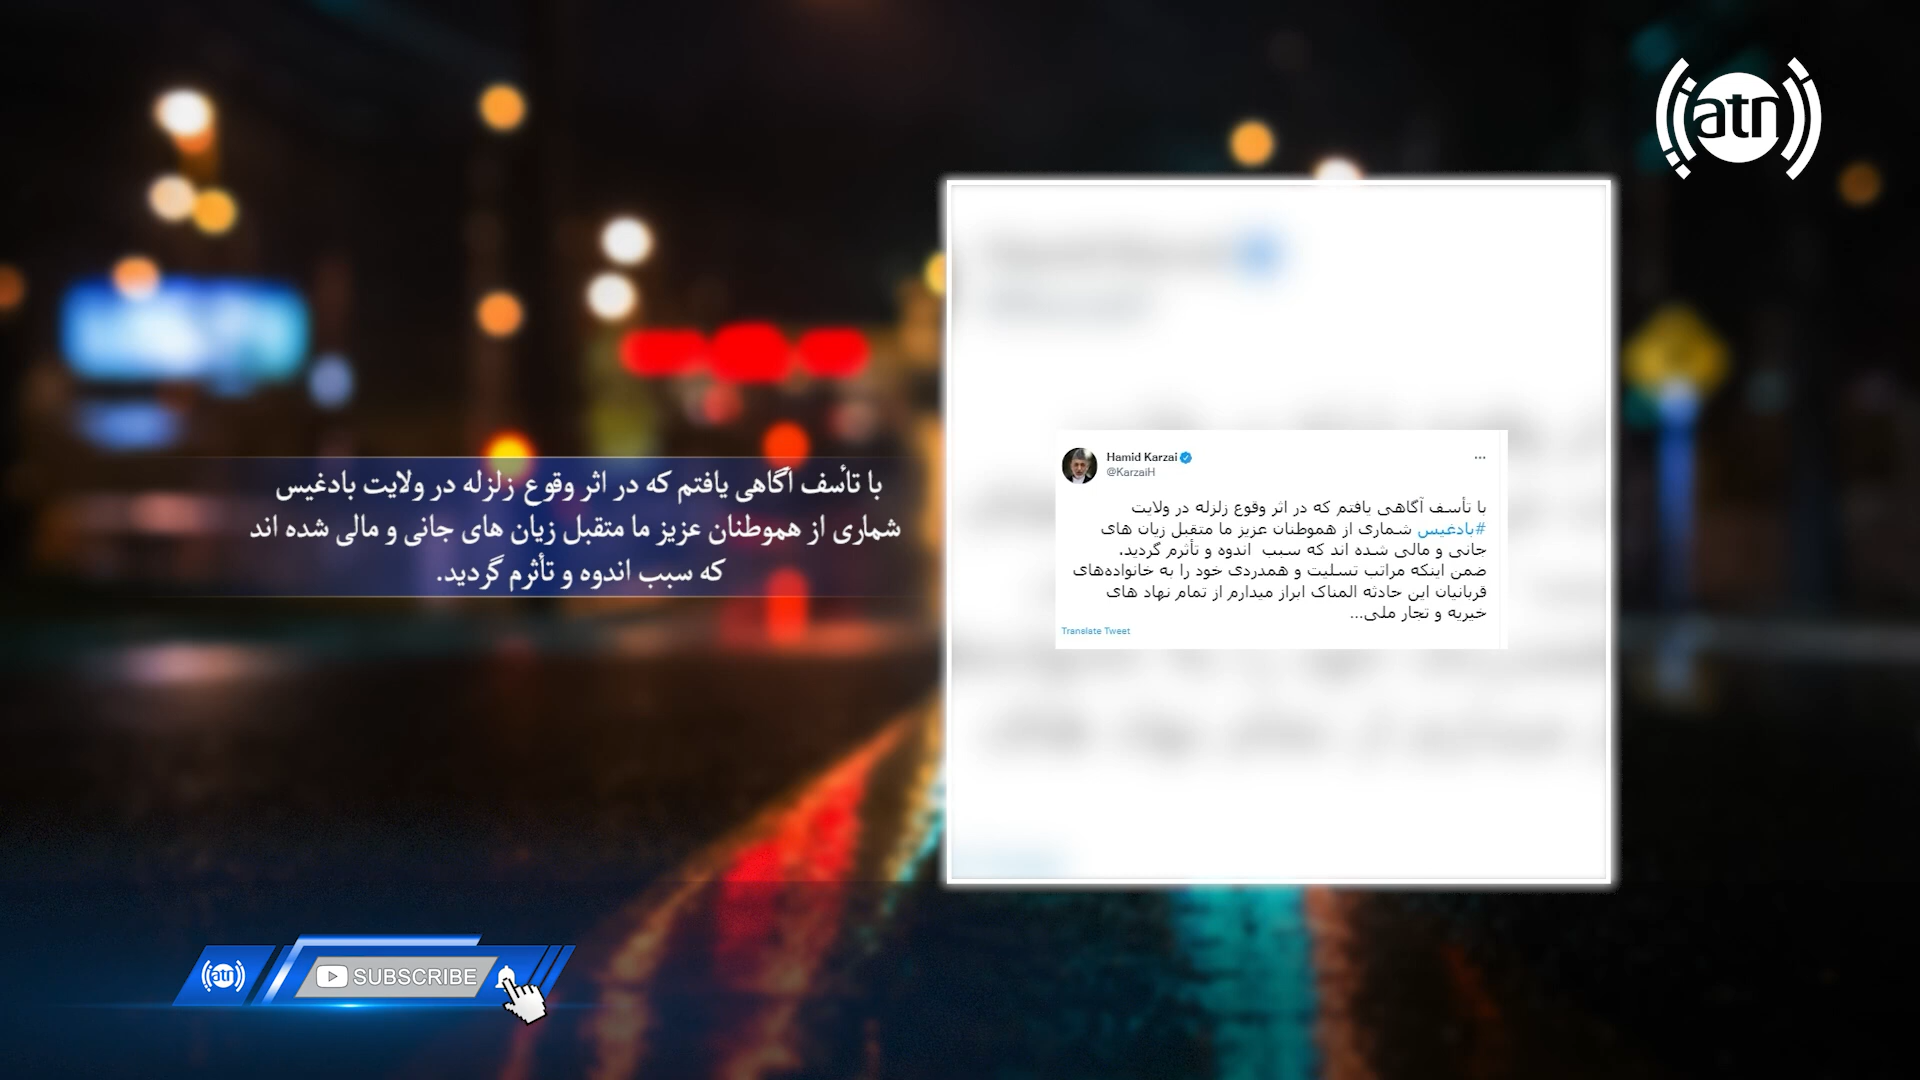 atn
با تأسف آگاهی یافتم که در اثر وقوع زلزله در ولایت بادغیس
شماری از هموطنان عزیز ما متقبل زیان های جانی و مالی شده اند
که سبب اندوه و تأثرم گردید.
Hamid Karzai
@KarzaiH
با تأسف آگاهی یافتم که در اثر وقوع زلزله در ولایت
#بادغیس شماری از هموطنان عزیز ما متقبل زیان های
جانی و مالی شده اند که سبب اندوه و تأثرم گردید.
ضمن اینکه مراتب تسلیت و همدردی خود را به خانواده‌های
قربانیان این حادثه المناک ابراز میدارم از تمام نهاد های
خیریه و تجار ملی...
Translate Tweet
atn
SUBSCRIBE